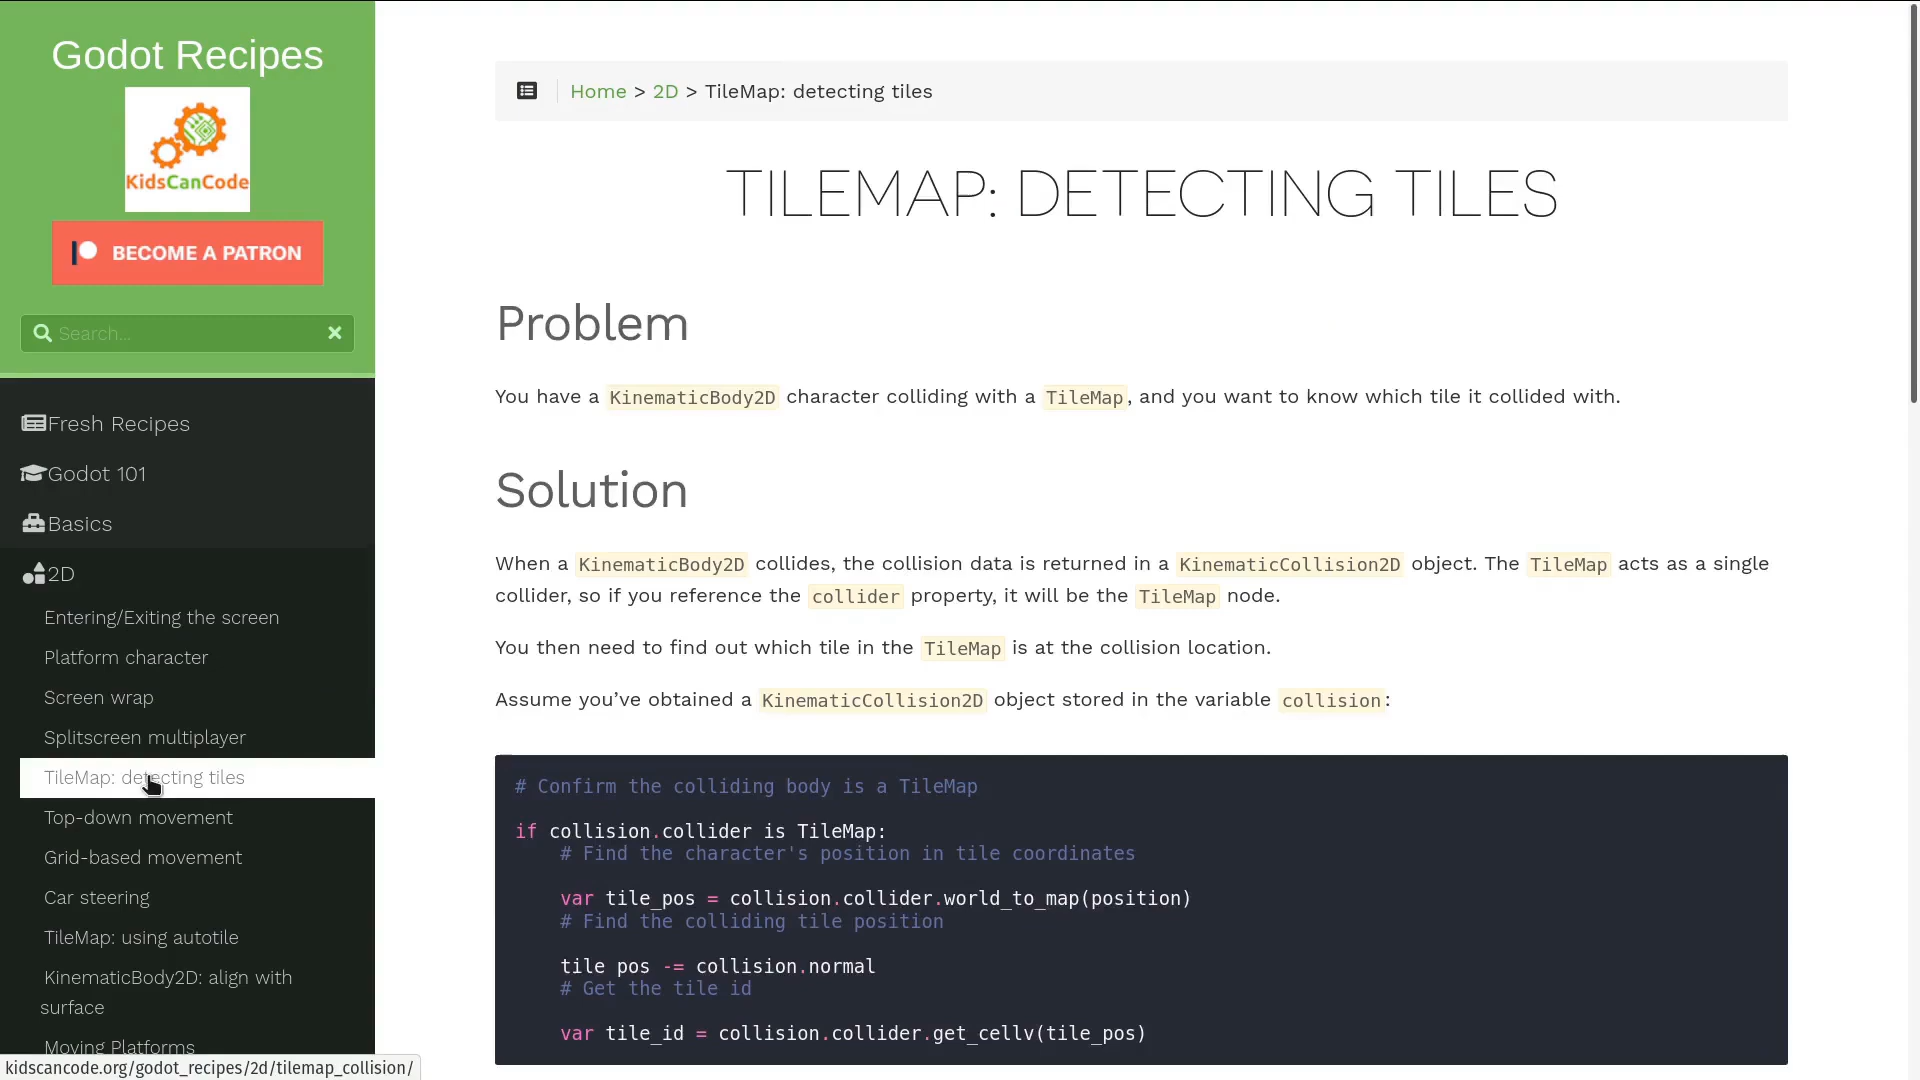 Godot Recipes
KidsCanCode
BECOME A PATRON
Search...
Fresh Recipes
Godot 101
Basics
2D
Entering/Exiting the screen
Platform character
Screen wrap
Splitscreen multiplayer
TileMap: detecting tiles
Top-down movement
Grid-based movement
Car steering
TileMap: using autotile
KinematicBody2D: align with
surface
Moving Platforms
kidscancode.org/godot_recipes/2d/tilemap_collision/
Home > 2D > TileMap: detecting tiles
TILEMAP: DETECTING TILES
Problem
You have a KinematicBody2D character colliding with a TileMap, and you want to know which tile it collided with.
Solution
When a KinematicBody2D collides, the collision data is returned in a KinematicCollision2D object. The TileMap acts as a single
collider, so if you reference the collider property, it will be the TileMap node.
You then need to find out which tile in the TileMap is at the collision location.
Assume you’ve obtained a KinematicCollision2D object stored in the variable collision:
# Confirm the colliding body is a TileMap
if collision.collider is TileMap:
# Find the character's position in tile coordinates
var tile_pos = collision.collider.world_to_map(position)
# Find the colliding tile position
tile pos -= collision.normal
# Get the tile id
var tile_id = collision.collider.get_cellv(tile_pos)